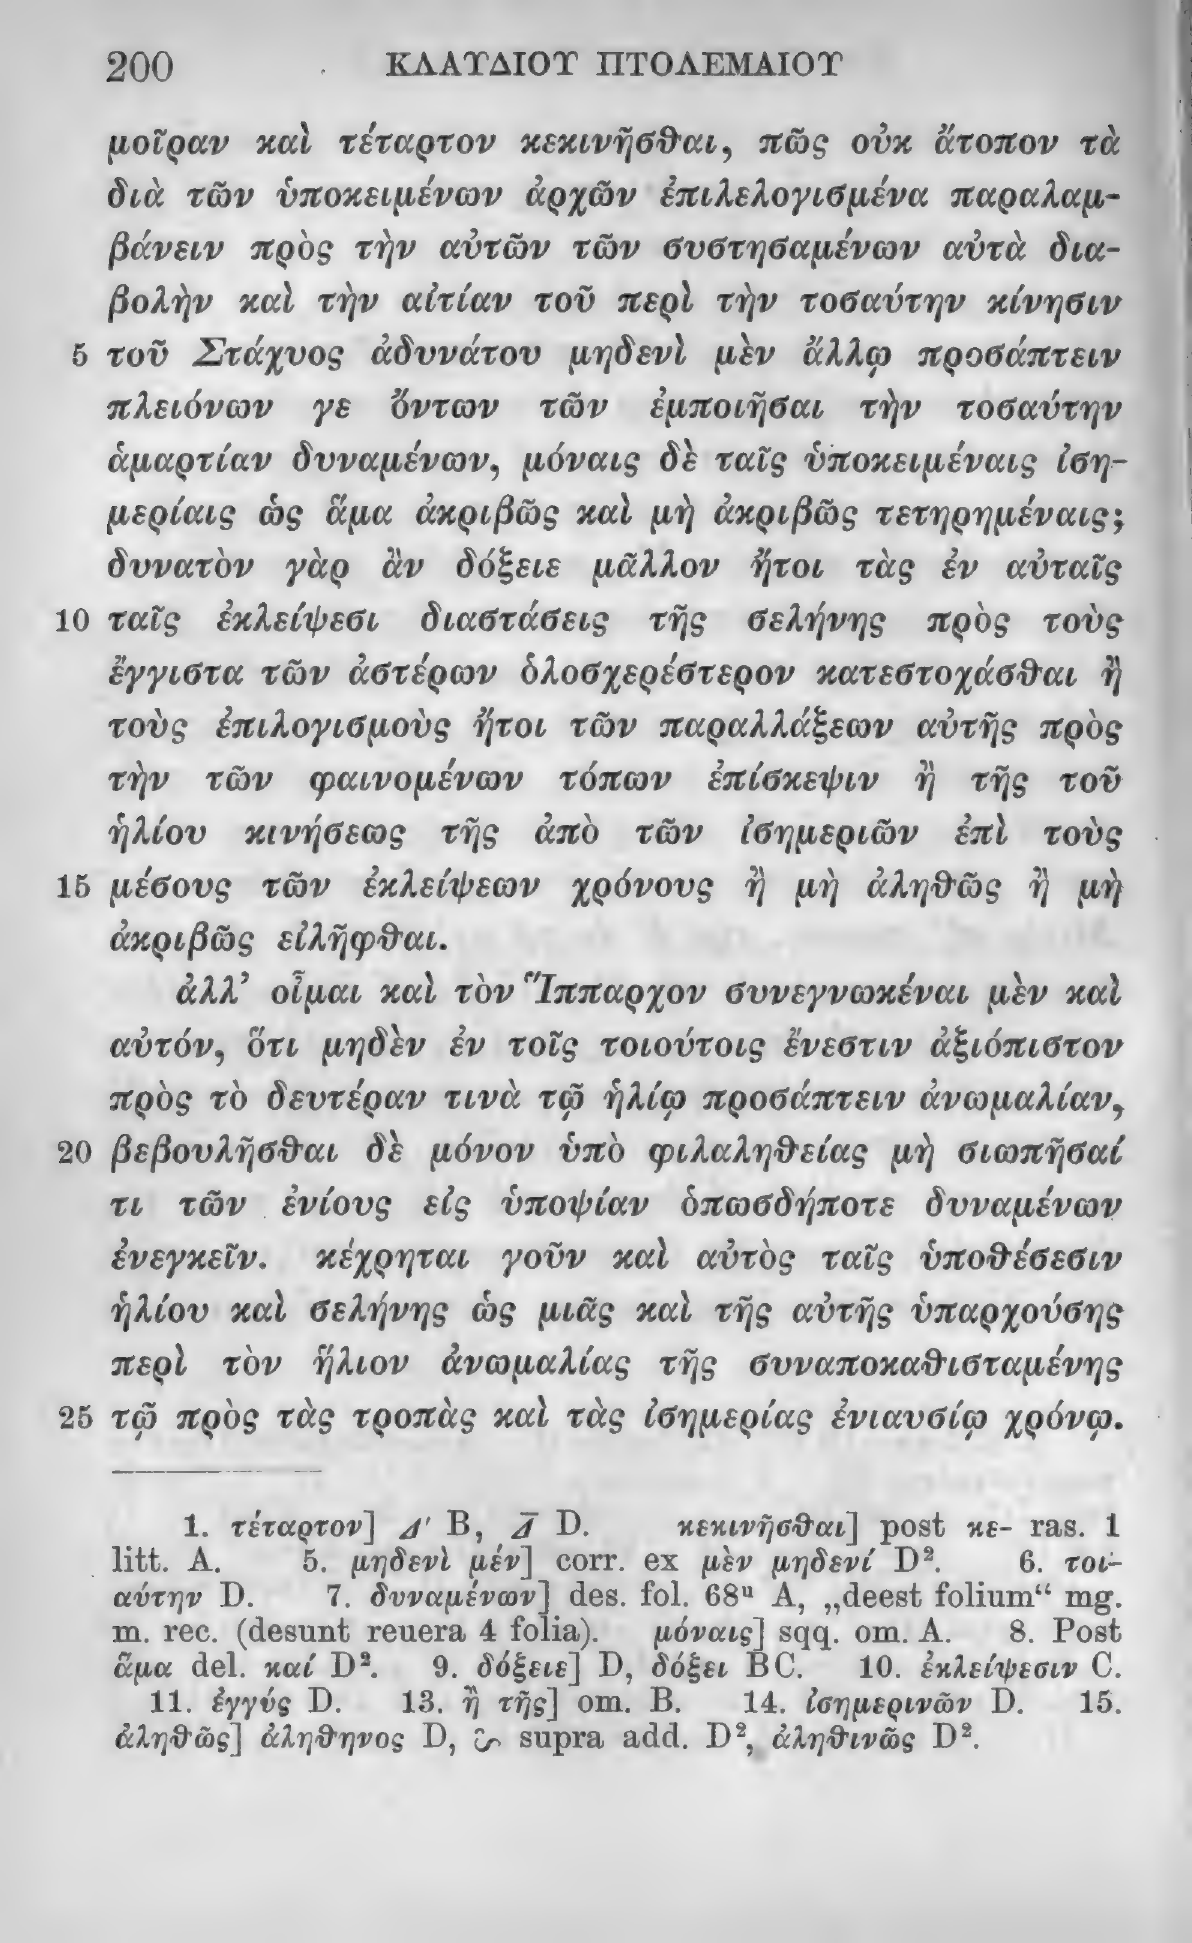 200 ΚΛΑΥΔΙΟΥ ΠΤΟΛΕΜΑΙΟΥ
μοῖραν καὶ τέταρτον κεκινῆσθαι, πῶς οὐκ ἄτοπον τὰ
διὰ τῶν ὑποκειμένων ἀρχῶν ἐπιλελογισμένα παραλαμ-
βάνειν πρὸς τὴν αὐτῶν τῶν συστησαμένων αὐτὰ δια-
βολὴν καὶ τὴν αἰτίαν τοῦ περὶ τὴν τοσαύτην κίνησιν
5 τοῦ Στάχυος ἀδυνάτου μηδενὶ μὲν ἄλλῳ προσάπτειν
πλειόνων γε ὄντων τῶν ἐμποιῆσαι τὴν τοσαύτην
ἁμαρτίαν δυναμένων, μόναις δὲ ταῖς ὑποκειμέναις ἰση-
μερίαις ὡς ἅμα ἀκριβῶς καὶ μὴ ἀκριβῶς τετηρημέναις;
δυνατὸν γὰρ ἂν δόξειε μᾶλλον ἤτοι τὰς ἐν αὐταῖς
10 ταῖς ἐκλείψεσι διαστάσεις τῆς σελήνης πρὸς τοὺς
ἔγγιστα τῶν ἀστέρων ὁλοσχερέστερον κατεστοχάσθαι ἢ
τοὺς ἐπιλογισμοὺς ἤτοι τῶν παραλλάξεων αὐτῆς πρὸς
τὴν τῶν φαινομένων τόπων ἐπίσκεψιν ἢ τῆς τοῦ
ἡλίου κινήσεως τῆς ἀπὸ τῶν ἰσημεριῶν ἐπὶ τοὺς
15 μέσους τῶν ἐκλείψεων χρόνους ἢ μὴ ἀληθῶς ἢ μὴ
ἀκριβῶς εἰλῆφθαι.
ἀλλ’ οἶμαι καὶ τὸν Ἵππαρχον συνεγνωκέναι μὲν καὶ
αὐτόν, ὅτι μηδὲν ἐν τοῖς τοιούτοις ἔνεστιν ἀξιόπιστον
πρὸς τὸ δευτέραν τινὰ τῷ ἡλίῳ προσάπτειν ἀνωμαλίαν,
20 βεβουλῆσθαι δὲ μόνον ὑπὸ φιλαληθείας μὴ σιωπῆσαί
τι τῶν ἐνίους εἰς ὑποψίαν ὁπωσδήποτε δυναμένων
ἐνεγκεῖν. κέχρηται γοῦν καὶ αὐτὸς ταῖς ὑποθέσεσιν
ἡλίου καὶ σελήνης ὡς μιᾶς καὶ τῆς αὐτῆς ὑπαρχούσης
περὶ τὸν ἥλιον ἀνωμαλίας τῆς συναποκαθισταμένης
25 τῷ πρὸς τὰς τροπὰς καὶ τὰς ἰσημερίας ἐνιαυσίῳ χρόνῳ.
1. τέταρτον] Δ′ B, Δ̄ D. κεκινῆσθαι] post κε- ras. 1
litt. A. 5. μηδενὶ μέν] corr. ex μὲν μηδενί D². 6. τοι-
αύτην D. 7. δυναμένων] des. fol. 68ᵘ A, „deest folium“ mg.
m. rec. (desunt reuera 4 folia). μόναις] sqq. om. A. 8. Post
ἅμα del. καί D². 9. δόξειε] D, δόξει BC. 10. ἐκλείψεσιν C.
11. ἐγγύς D. 13. ἢ τῆς] om. B. 14. ἰσημερινῶν D. 15.
ἀληθῶς] ἀληθηνος D, supra add. D², ἀληθινῶς D².